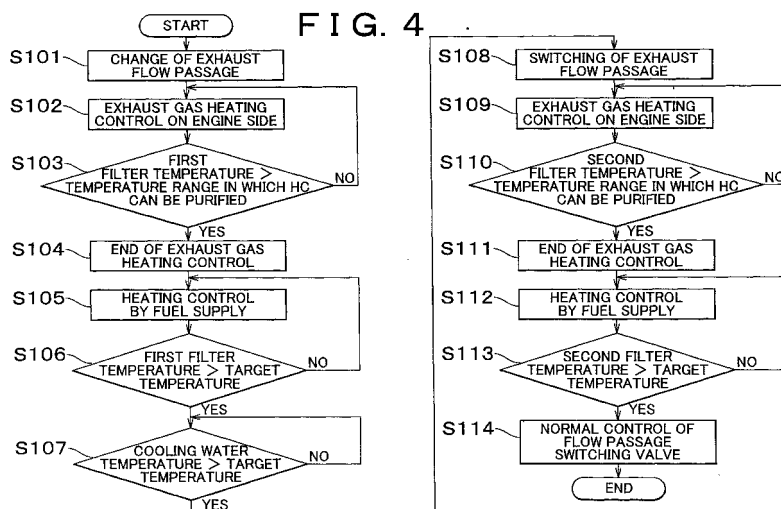 FIG. 4
START
S101
CHANGE OF EXHAUST
FLOW PASSAGE
S102
EXHAUST GAS HEATING
CONTROL ON ENGINE SIDE
S103
FIRST
FILTER TEMPERATURE >
TEMPERATURE RANGE IN WHICH HC
CAN BE PURIFIED
NO
YES
S104
END OF EXHAUST GAS
HEATING CONTROL
S105
HEATING CONTROL
BY FUEL SUPPLY
S106
FIRST FILTER
TEMPERATURE > TARGET
TEMPERATURE
NO
YES
S107
COOLING WATER
TEMPERATURE > TARGET
TEMPERATURE
NO
YES
S108
SWITCHING OF EXHAUST
FLOW PASSAGE
S109
EXHAUST GAS HEATING
CONTROL ON ENGINE SIDE
S110
SECOND
FILTER TEMPERATURE >
TEMPERATURE RANGE IN WHICH HC
CAN BE PURIFIED
NO
YES
S111
END OF EXHAUST GAS
HEATING CONTROL
S112
HEATING CONTROL
BY FUEL SUPPLY
S113
SECOND FILTER
TEMPERATURE > TARGET
TEMPERATURE
NO
YES
S114
NORMAL CONTROL OF
FLOW PASSAGE
SWITCHING VALVE
END